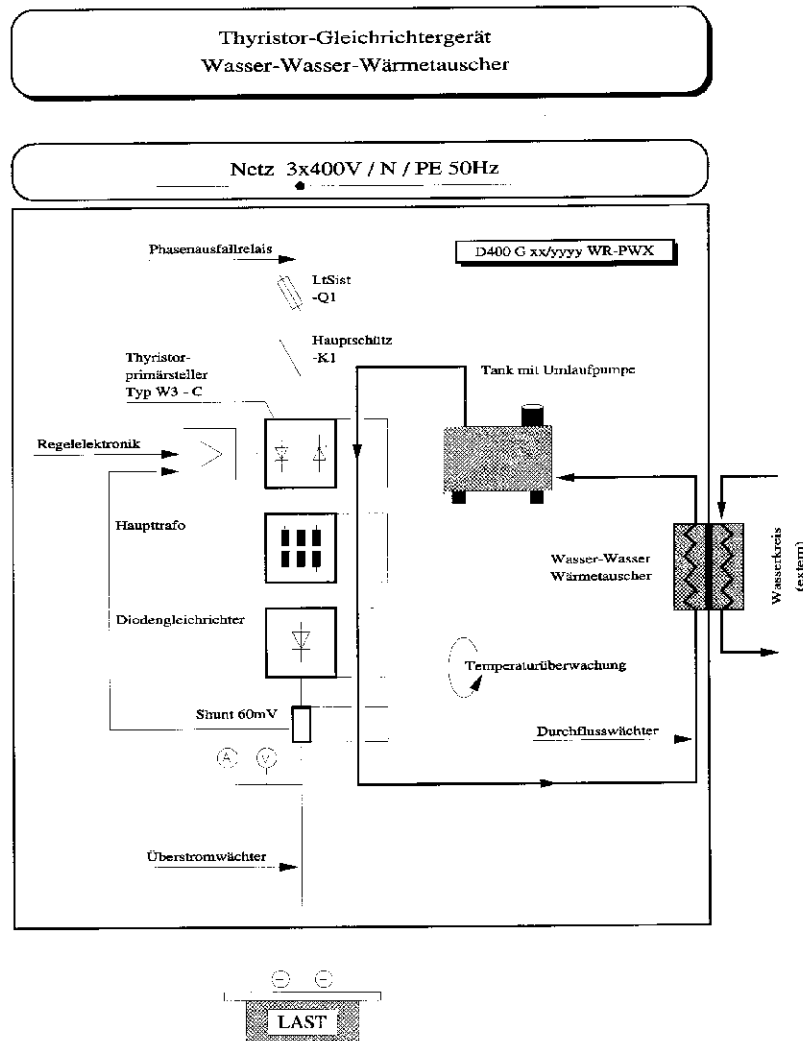 Thyristor-Gleichrichtergerät
Wasser-Wasser-Wärmetauscher
Netz 3x400V / N / PE 50Hz
Phasenausfallrelais
D400 G xx/yyyy WR-PWX
LtSist
-Q1
Hauptschütz
-K1
Thyristor-
primärsteller
Typ W3 - C
Tank mit Umlaufpumpe
Regelelektronik
Haupttrafo
Wasser-Wasser
Wärmetauscher
Wasserkreis
(extern)
Diodengleichrichter
Temperaturüberwachung
Shunt 60mV
Durchflusswächter
A V
Überstromwächter
LAST